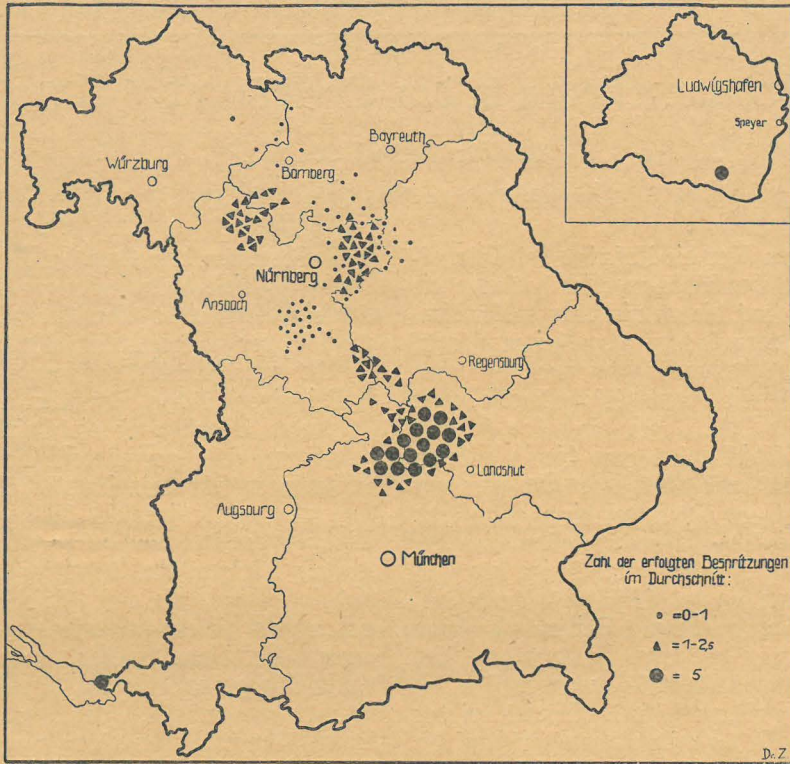 Ludwigshafen
Speyer
Bayreuth
Würzburg
Bamberg
Nürnberg
Ansbach
Regensburg
Landshut
Augsburg
München
Zahl der erfolgten Bespritzungen
im Durchschnitt:
=0-1
=1-2,5
= 5
Dr. Z